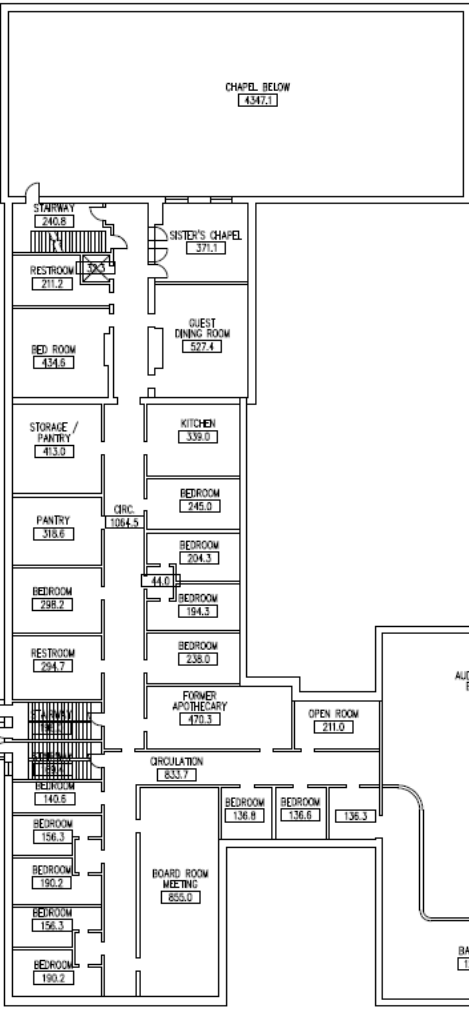 CHAPEL BELOW
4347.1
STAIRWAY
240.8
SISTER'S CHAPEL
371.1
RESTROOM
211.2
GUEST
DINING ROOM
527.4
BED ROOM
434.6
STORAGE /
PANTRY
413.0
KITCHEN
339.0
BEDROOM
245.0
CIRC.
1064.5
PANTRY
318.6
BEDROOM
204.3
44.0
BEDROOM
298.2
BEDROOM
194.3
RESTROOM
294.7
BEDROOM
238.0
FORMER
APOTHECARY
470.3
OPEN ROOM
211.0
STAIRWAY
CIRCULATION
833.7
BEDROOM
140.6
BEDROOM
136.8
BEDROOM
136.6
136.3
BEDROOM
156.3
BEDROOM
190.2
BOARD ROOM
MEETING
855.0
BEDROOM
156.3
BEDROOM
190.2